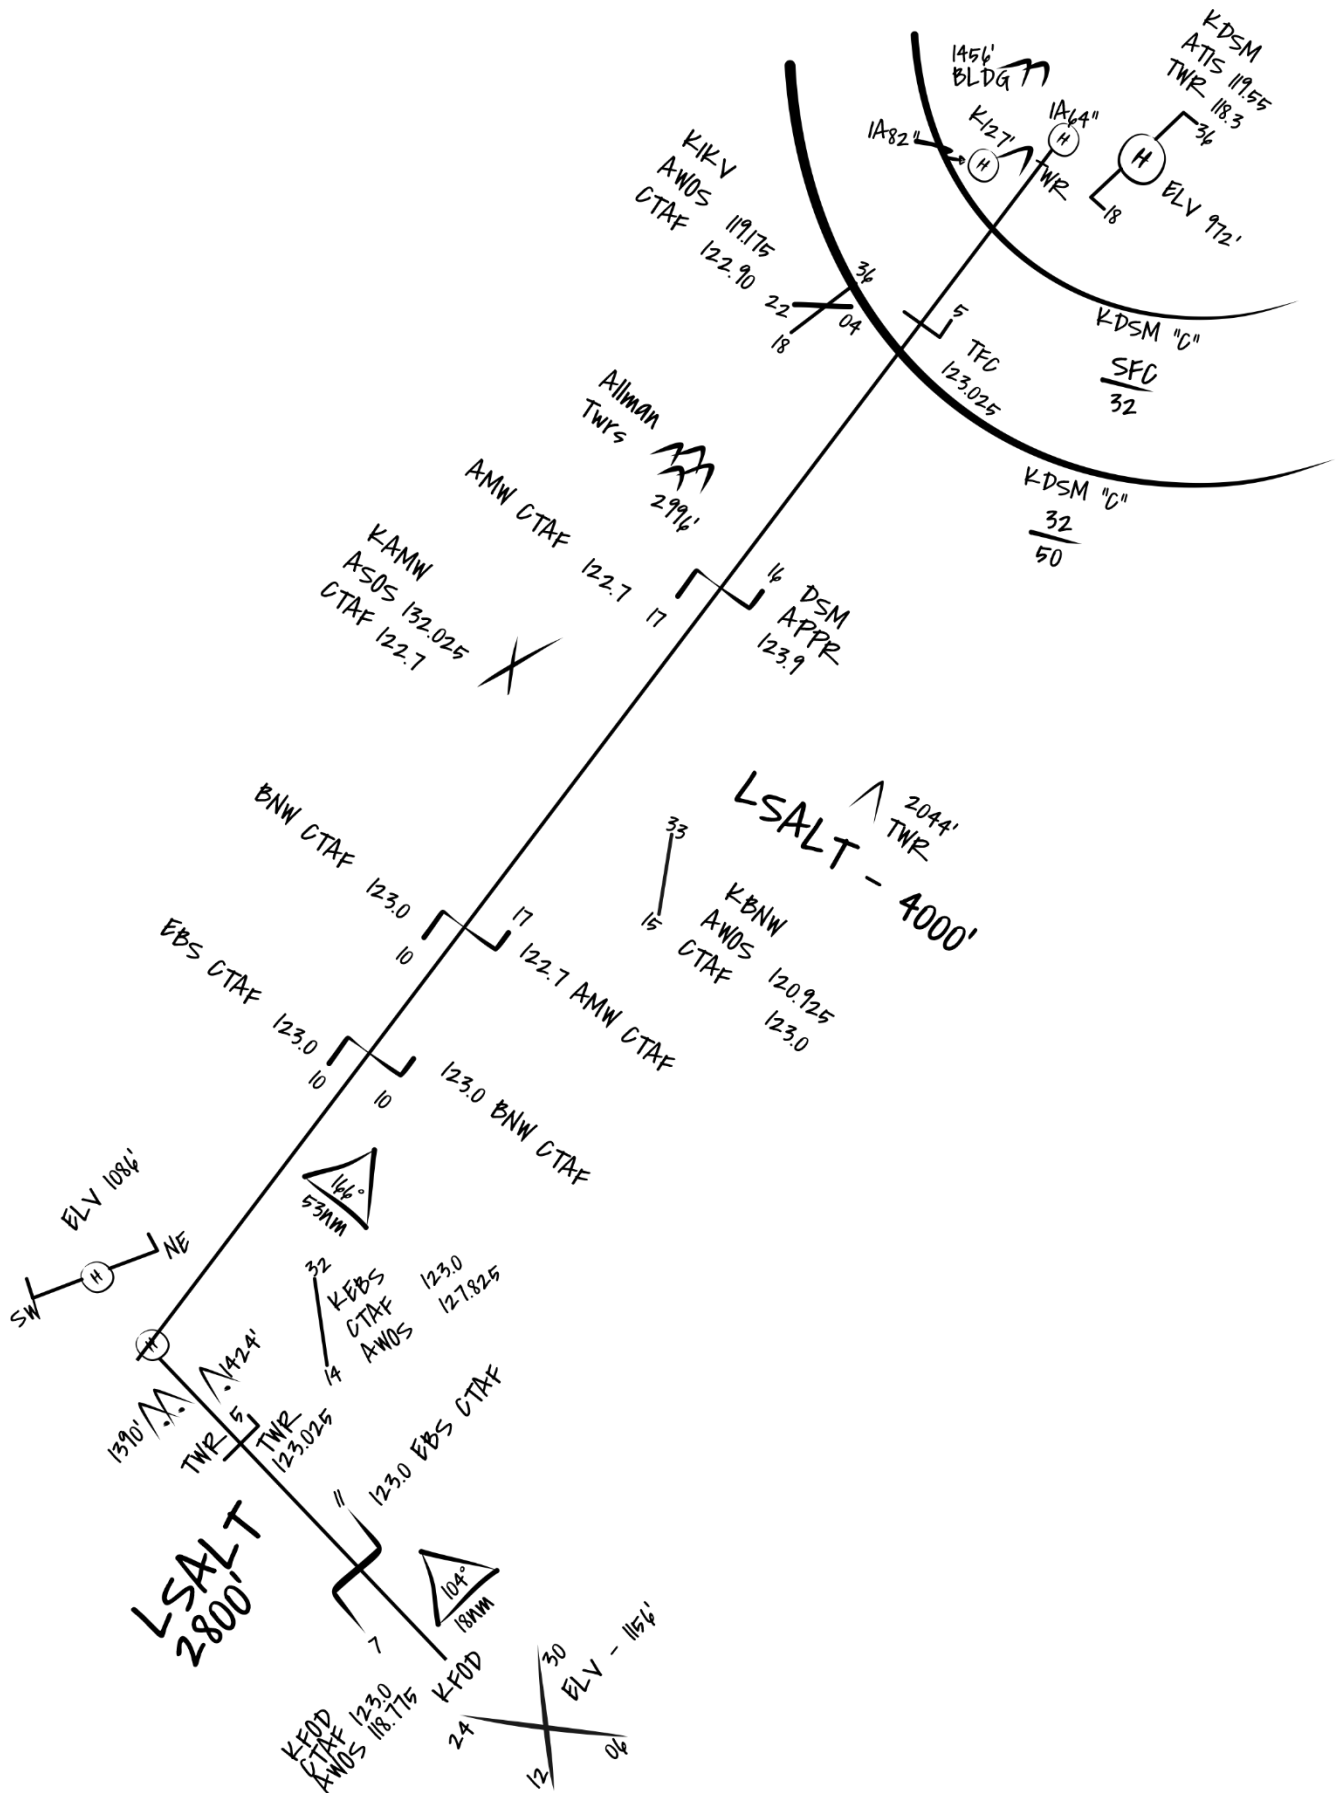 KDSM
ATIS 119.55
TWR 118.3
36
H
18
ELV 972'
1456'
BLDG
1A64"
H
K127'
TWR
1A82"
H
KDSM "C"
SFC
32
KDSM "C"
32
50
KIKV
AWOS 119.175
CTAF 122.90
36
22
04
18
5
TFC
123.025
Allman
Twrs
2996'
AMW CTAF 122.7
17
16
DSM
APPR
123.9
KAMW
ASOS 132.025
CTAF 122.7
LSALT - 4000'
2044'
TWR
33
15
KBNW
AWOS 120.925
CTAF 123.0
BNW CTAF 123.0
10
17
122.7 AMW CTAF
EBS CTAF 123.0
10
10
123.0 BNW CTAF
166°
53nm
ELV 1086'
NE
H
SW
H
32
14
KEBS
CTAF 123.0
AWOS 127.825
1424'
1390'
TWR
5
TWR
123.025
11
123.0 EBS CTAF
7
LSALT
2800'
104°
18nm
KFOD
KFOD
CTAF 123.0
AWOS 118.775
30
24
06
12
ELV - 1156'